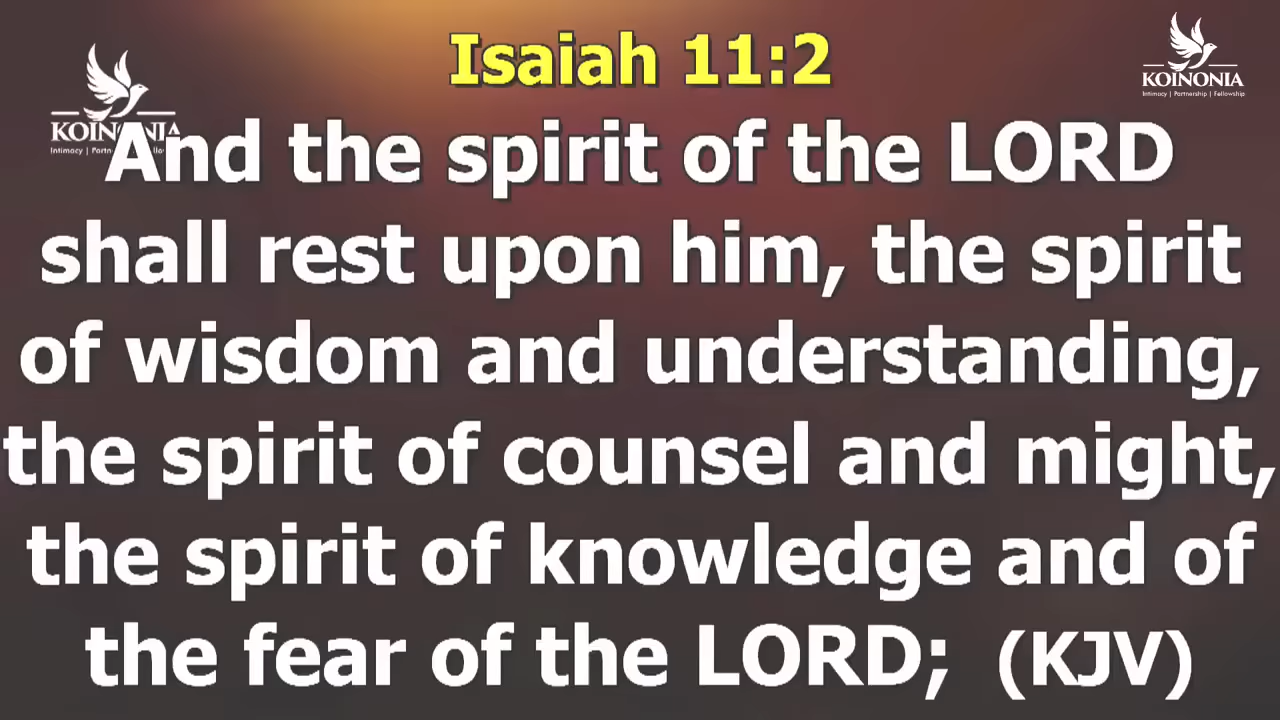 Isaiah 11:2
KOINONIA
Intimacy | Partnership | Fellowship
KOINONIA
Intimacy |
And the spirit of the LORD
shall rest upon him, the spirit
of wisdom and understanding,
the spirit of counsel and might,
the spirit of knowledge and of
the fear of the LORD; (KJV)